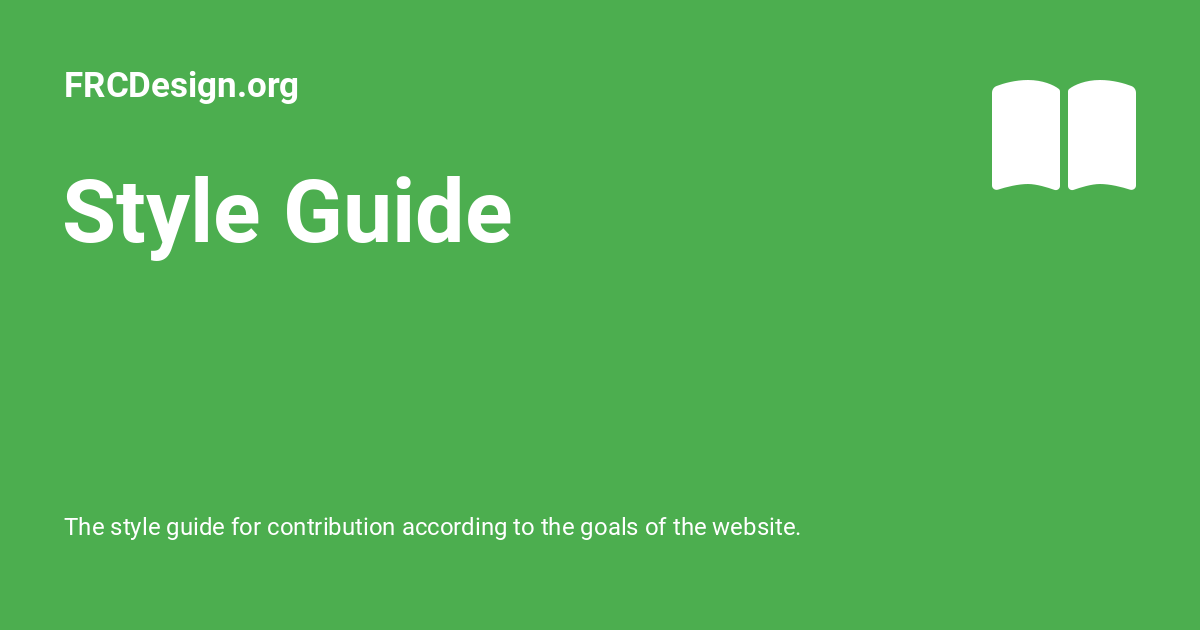 FRCDesign.org
Style Guide
The style guide for contribution according to the goals of the website.